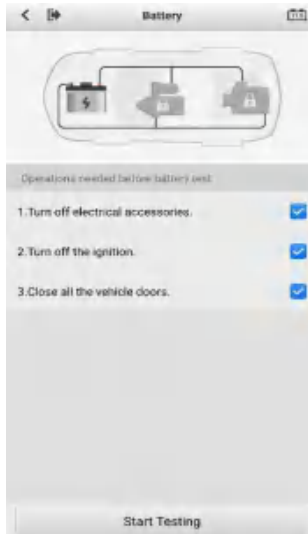 Battery
Operations needed before battery test
1.Turn off electrical accessories.
2.Turn off the ignition.
3.Close all the vehicle doors.
Start Testing